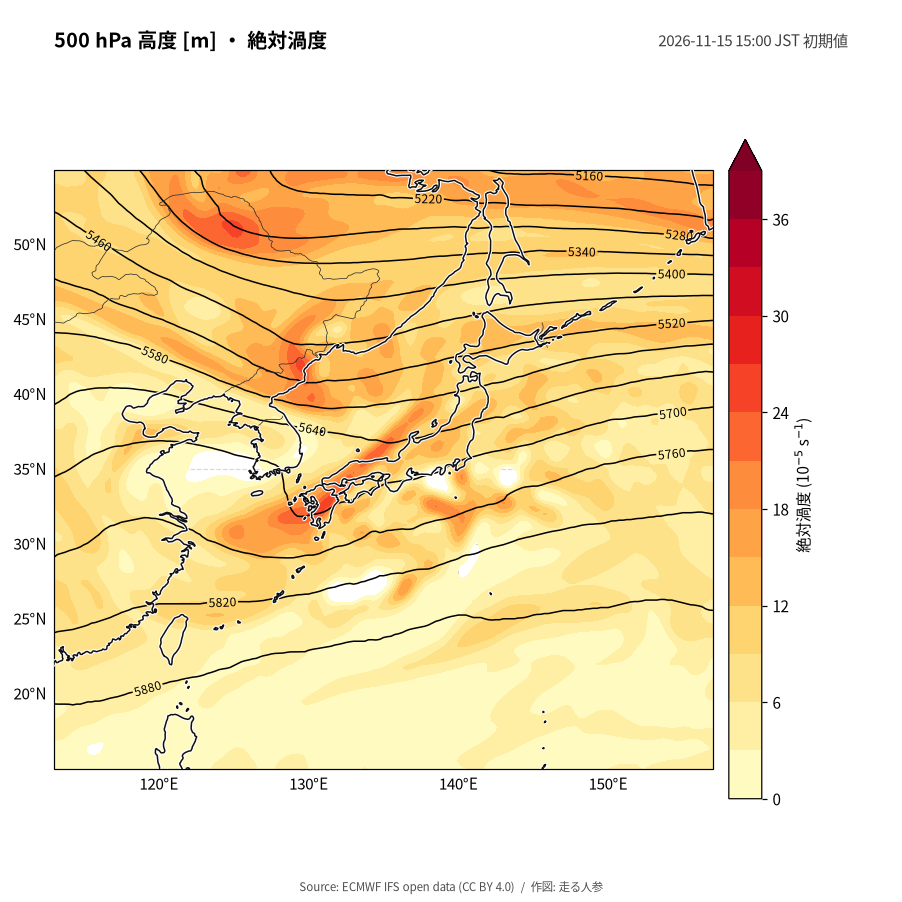 500 hPa 高度 [m] ・ 絶対渦度
2026-11-15 15:00 JST 初期値
5160
5220
5280
5340
5400
5460
5520
5580
5640
5700
5760
5820
5880
50°N
45°N
40°N
35°N
30°N
25°N
20°N
120°E
130°E
140°E
150°E
36
30
24
18
12
6
0
絶対渦度 (10⁻⁵ s⁻¹)
Source: ECMWF IFS open data (CC BY 4.0) / 作図: 走る人参